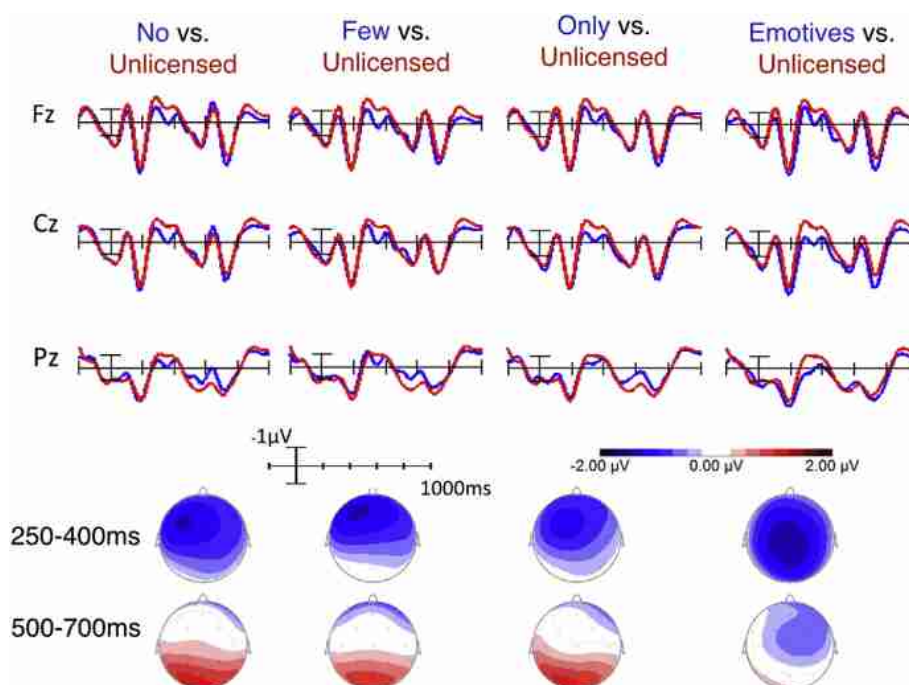 No vs. Unlicensed
Few vs. Unlicensed
Only vs. Unlicensed
Emotives vs. Unlicensed
Fz
Cz
Pz
-1µV
1000ms
-2.00 µV 0.00 µV 2.00 µV
250-400ms
500-700ms